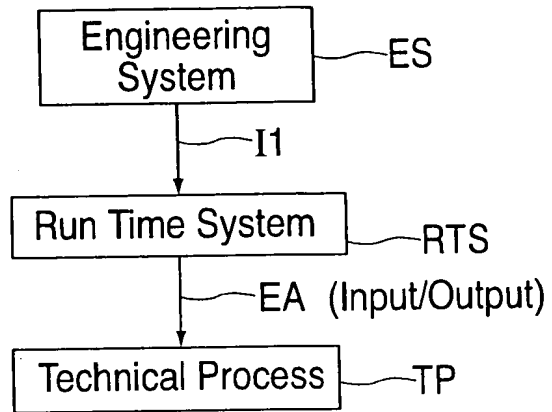 Engineering
System
ES
I1
Run Time System
RTS
EA (Input/Output)
Technical Process
TP